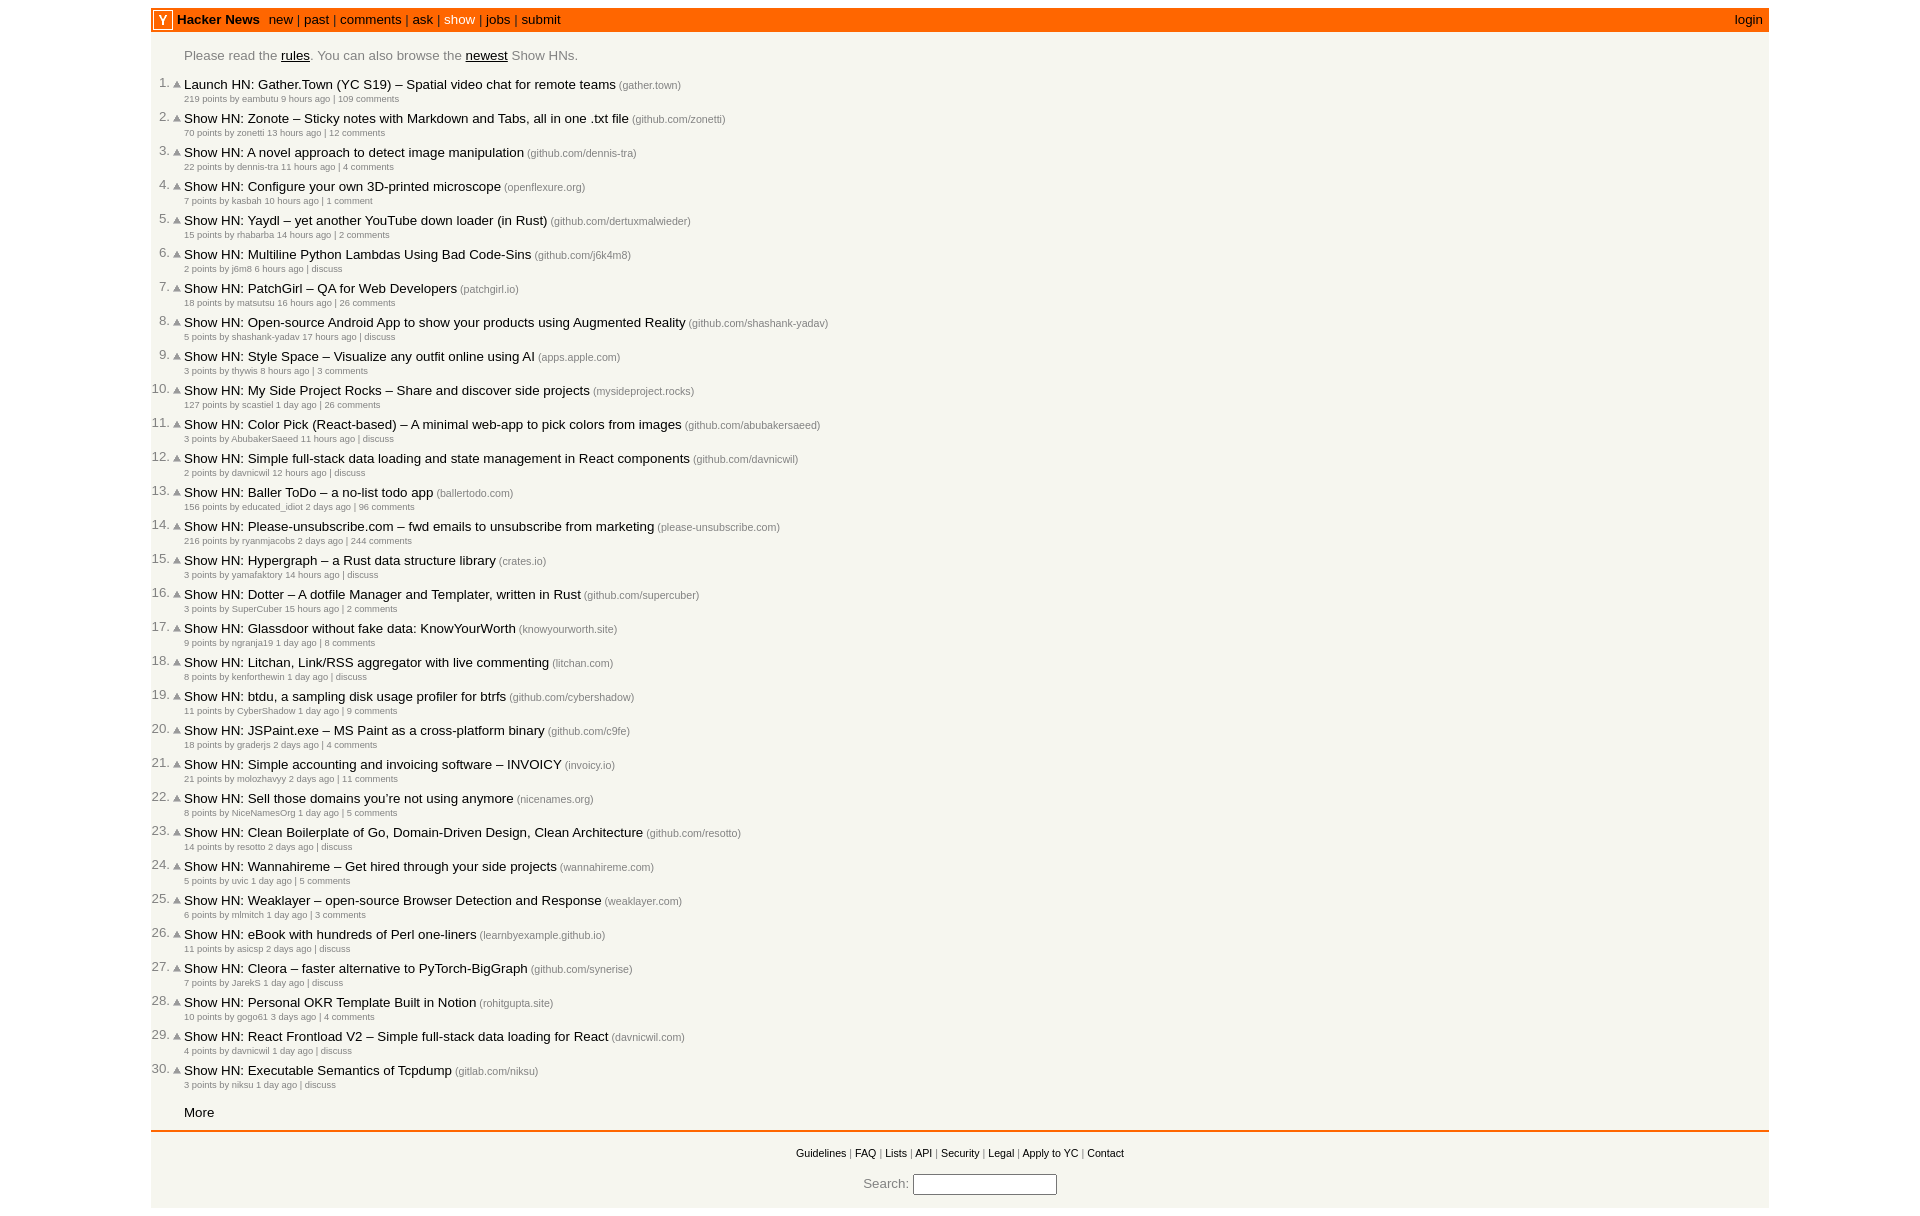 Y Hacker News new | past | comments | ask | show | jobs | submit login
Please read the rules. You can also browse the newest Show HNs.
1. Launch HN: Gather.Town (YC S19) – Spatial video chat for remote teams (gather.town)
219 points by eambutu 9 hours ago | 109 comments
2. Show HN: Zonote – Sticky notes with Markdown and Tabs, all in one .txt file (github.com/zonetti)
70 points by zonetti 13 hours ago | 12 comments
3. Show HN: A novel approach to detect image manipulation (github.com/dennis-tra)
22 points by dennis-tra 11 hours ago | 4 comments
4. Show HN: Configure your own 3D-printed microscope (openflexure.org)
7 points by kasbah 10 hours ago | 1 comment
5. Show HN: Yaydl – yet another YouTube down loader (in Rust) (github.com/dertuxmalwieder)
15 points by rhabarba 14 hours ago | 2 comments
6. Show HN: Multiline Python Lambdas Using Bad Code-Sins (github.com/j6k4m8)
2 points by j6m8 6 hours ago | discuss
7. Show HN: PatchGirl – QA for Web Developers (patchgirl.io)
18 points by matsutsu 16 hours ago | 26 comments
8. Show HN: Open-source Android App to show your products using Augmented Reality (github.com/shashank-yadav)
5 points by shashank-yadav 17 hours ago | discuss
9. Show HN: Style Space – Visualize any outfit online using AI (apps.apple.com)
3 points by thywis 8 hours ago | 3 comments
10. Show HN: My Side Project Rocks – Share and discover side projects (mysideproject.rocks)
127 points by scastiel 1 day ago | 26 comments
11. Show HN: Color Pick (React-based) – A minimal web-app to pick colors from images (github.com/abubakersaeed)
3 points by AbubakerSaeed 11 hours ago | discuss
12. Show HN: Simple full-stack data loading and state management in React components (github.com/davnicwil)
2 points by davnicwil 12 hours ago | discuss
13. Show HN: Baller ToDo – a no-list todo app (ballertodo.com)
156 points by educated_idiot 2 days ago | 96 comments
14. Show HN: Please-unsubscribe.com – fwd emails to unsubscribe from marketing (please-unsubscribe.com)
216 points by ryanmjacobs 2 days ago | 244 comments
15. Show HN: Hypergraph – a Rust data structure library (crates.io)
3 points by yamafaktory 14 hours ago | discuss
16. Show HN: Dotter – A dotfile Manager and Templater, written in Rust (github.com/supercuber)
3 points by SuperCuber 15 hours ago | 2 comments
17. Show HN: Glassdoor without fake data: KnowYourWorth (knowyourworth.site)
9 points by ngranja19 1 day ago | 8 comments
18. Show HN: Litchan, Link/RSS aggregator with live commenting (litchan.com)
8 points by kenforthewin 1 day ago | discuss
19. Show HN: btdu, a sampling disk usage profiler for btrfs (github.com/cybershadow)
11 points by CyberShadow 1 day ago | 9 comments
20. Show HN: JSPaint.exe – MS Paint as a cross-platform binary (github.com/c9fe)
18 points by graderjs 2 days ago | 4 comments
21. Show HN: Simple accounting and invoicing software – INVOICY (invoicy.io)
21 points by molozhavyy 2 days ago | 11 comments
22. Show HN: Sell those domains you’re not using anymore (nicenames.org)
8 points by NiceNamesOrg 1 day ago | 5 comments
23. Show HN: Clean Boilerplate of Go, Domain-Driven Design, Clean Architecture (github.com/resotto)
14 points by resotto 2 days ago | discuss
24. Show HN: Wannahireme – Get hired through your side projects (wannahireme.com)
5 points by uvic 1 day ago | 5 comments
25. Show HN: Weaklayer – open-source Browser Detection and Response (weaklayer.com)
6 points by mlmitch 1 day ago | 3 comments
26. Show HN: eBook with hundreds of Perl one-liners (learnbyexample.github.io)
11 points by asicsp 2 days ago | discuss
27. Show HN: Cleora – faster alternative to PyTorch-BigGraph (github.com/synerise)
7 points by JarekS 1 day ago | discuss
28. Show HN: Personal OKR Template Built in Notion (rohitgupta.site)
10 points by gogo61 3 days ago | 4 comments
29. Show HN: React Frontload V2 – Simple full-stack data loading for React (davnicwil.com)
4 points by davnicwil 1 day ago | discuss
30. Show HN: Executable Semantics of Tcpdump (gitlab.com/niksu)
3 points by niksu 1 day ago | discuss
More
Guidelines | FAQ | Lists | API | Security | Legal | Apply to YC | Contact
Search: